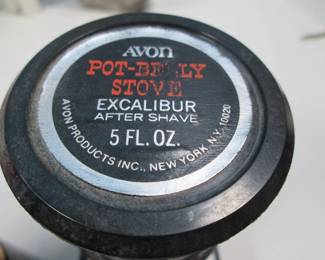 AVON
POT-BELLY
STOVE
EXCALIBUR
AFTER SHAVE
5 FL. OZ.
AVON PRODUCTS INC., NEW YORK, N.Y. 10020